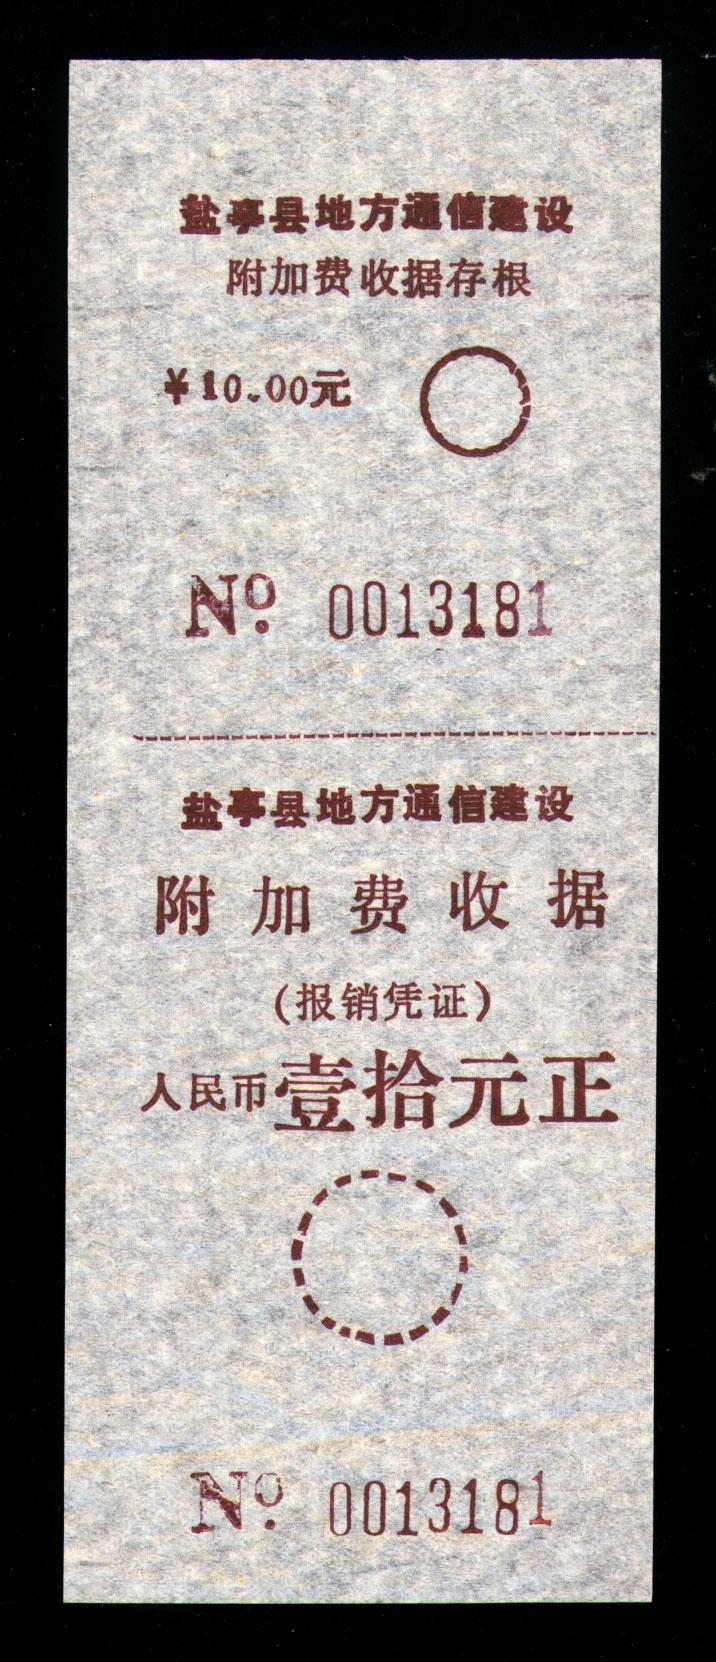 盐亭县地方通信建设
附加费收据存根
¥10.00元
No. 0013181
盐亭县地方通信建设
附加费收据
(报销凭证)
人民币壹拾元正
No. 0013181